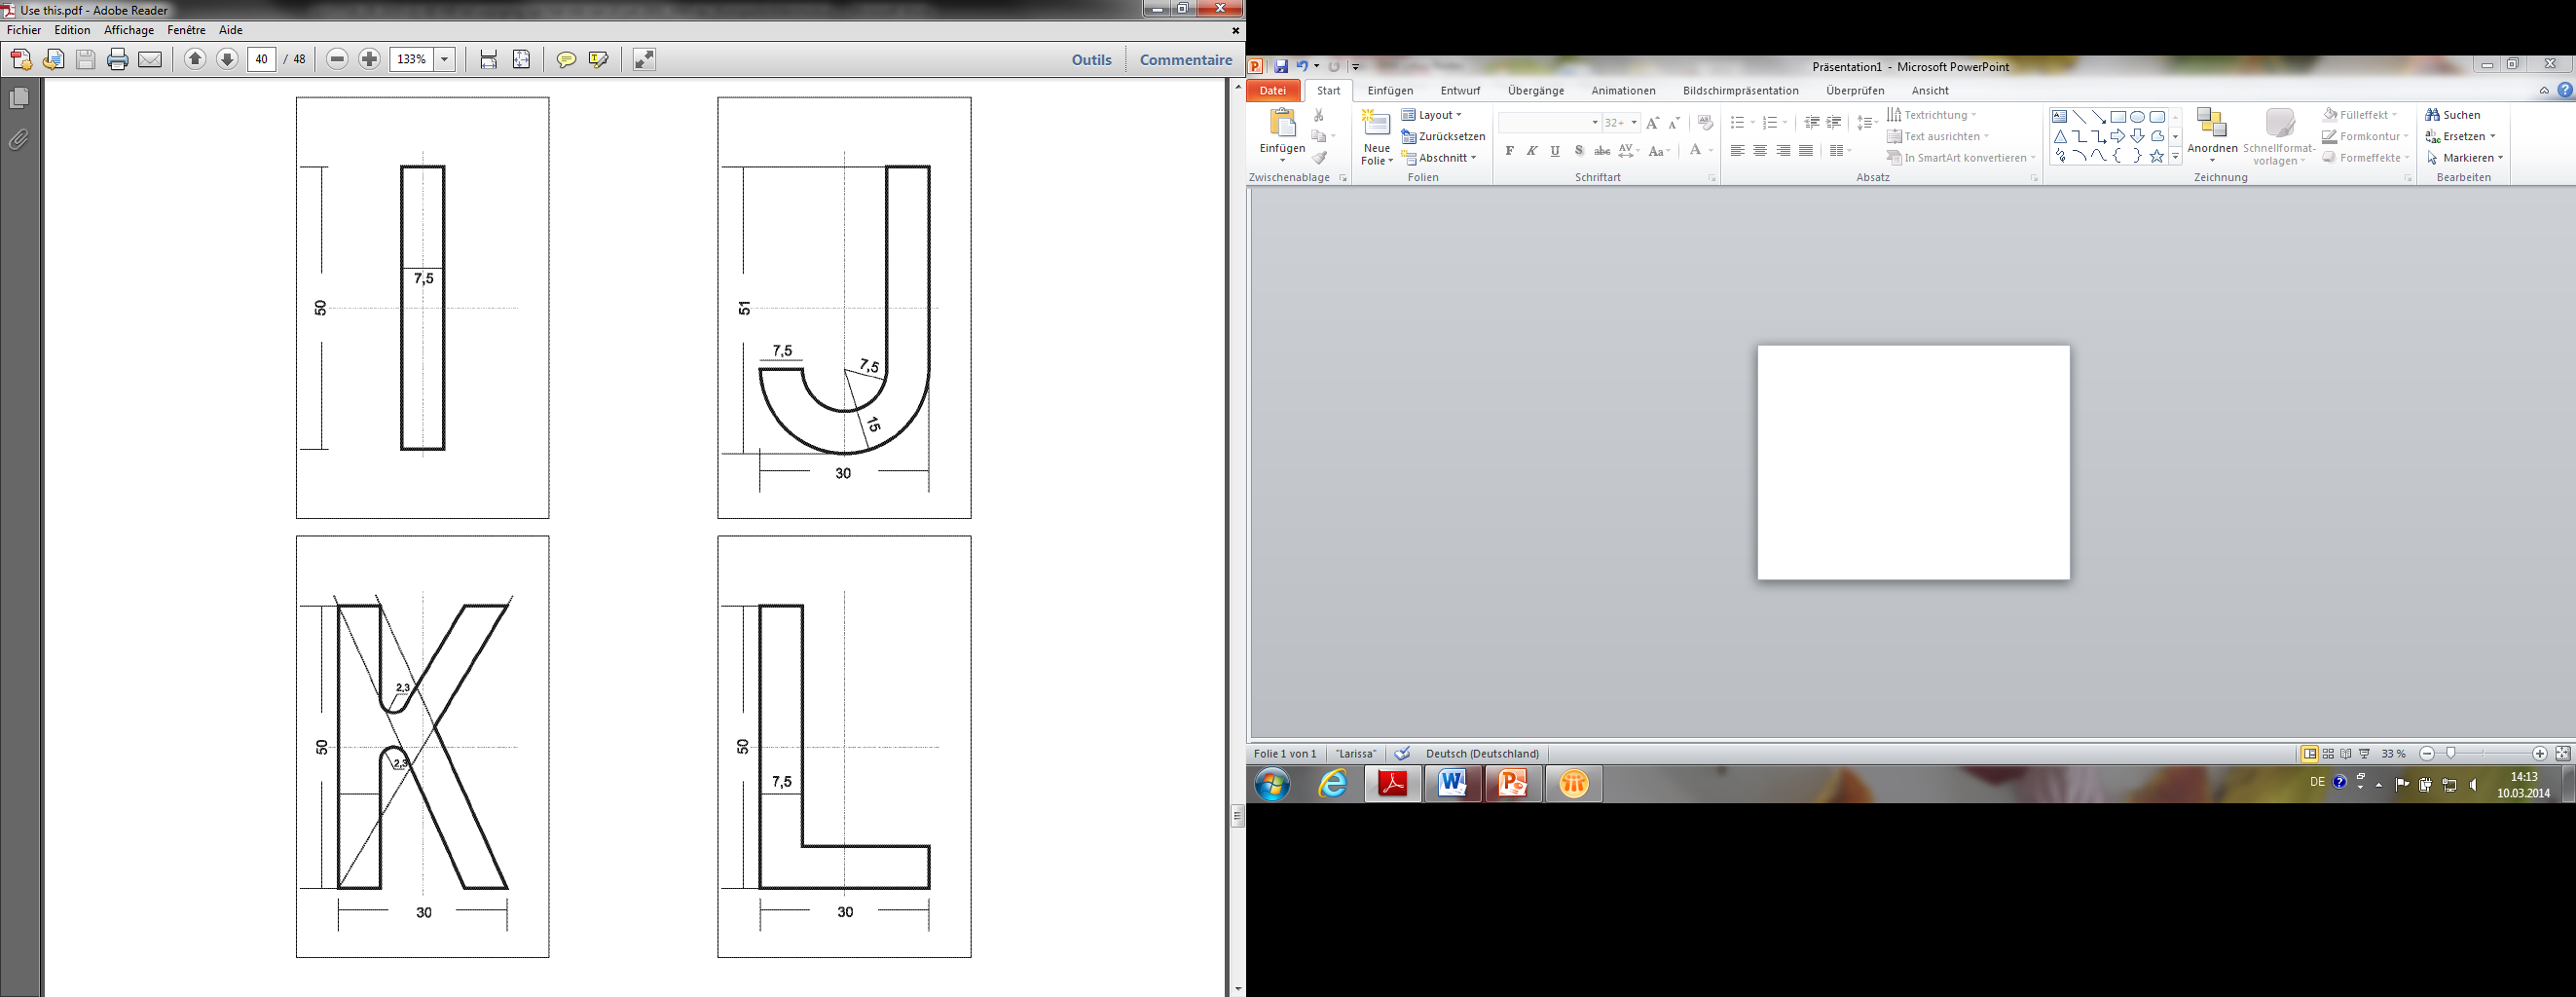 Use this.pdf - Adobe Reader
Fichier Edition Affichage Fenêtre Aide
40 / 48 133% Outils Commentaire
50
7,5
51
7,5
7,5
15
30
50
2,3
2,3
30
50
7,5
30
Präsentation1 - Microsoft PowerPoint
Datei Start Einfügen Entwurf Übergänge Animationen Bildschirmpräsentation Überprüfen Ansicht
Einfügen
Zwischenablage
Neue
Folie
Layout
Zurücksetzen
Abschnitt
Folien
32+
F K U S abc AV Aa A
Schriftart
Textrichtung
Text ausrichten
In SmartArt konvertieren
Absatz
Anordnen
Schnellformat-
vorlagen
Fülleffekt
Formkontur
Formeffekte
Zeichnung
Suchen
Ersetzen
Markieren
Bearbeiten
Folie 1 von 1 "Larissa" Deutsch (Deutschland) 33 %
DE 14:13
10.03.2014